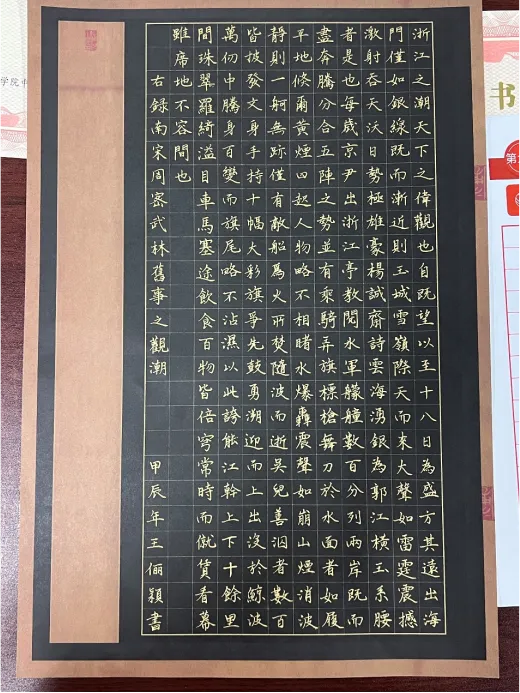 浙江之潮天下之偉觀也自既望以至十八日為盛方其遠出海
門僅如銀線既而漸近則玉城雪嶺際天而来大聲如雷霆震撼
激射吞天沃日勢極雄豪楊誠齋詩雲海湧銀為郭江橫玉系腰
者是也每歲京尹出浙江亭教閱水軍艨艟數百分列兩岸既而
盡奔騰分合五陣之勢並有乘騎弄旗標槍舞刀於水面者如履
平地倏爾黃煙四起人物略不相睹水爆轟震聲如崩山煙消波
靜則一舸無跡僅有敵船為火所焚隨波而逝吳兒善泅者數百
皆披發文身手持十幅大彩旗爭先鼓勇溯迎而上出沒於鯨波
萬仞中騰身百變而旗尾略不沾濕以此誇能江幹上下十餘里
間珠翠羅綺溢目車馬塞途飲食百物皆倍穹常時而僦賃看幕
雖席地不容間也
右錄南宋周密武林舊事之觀潮 甲辰年王儷穎書
学院书
书
第